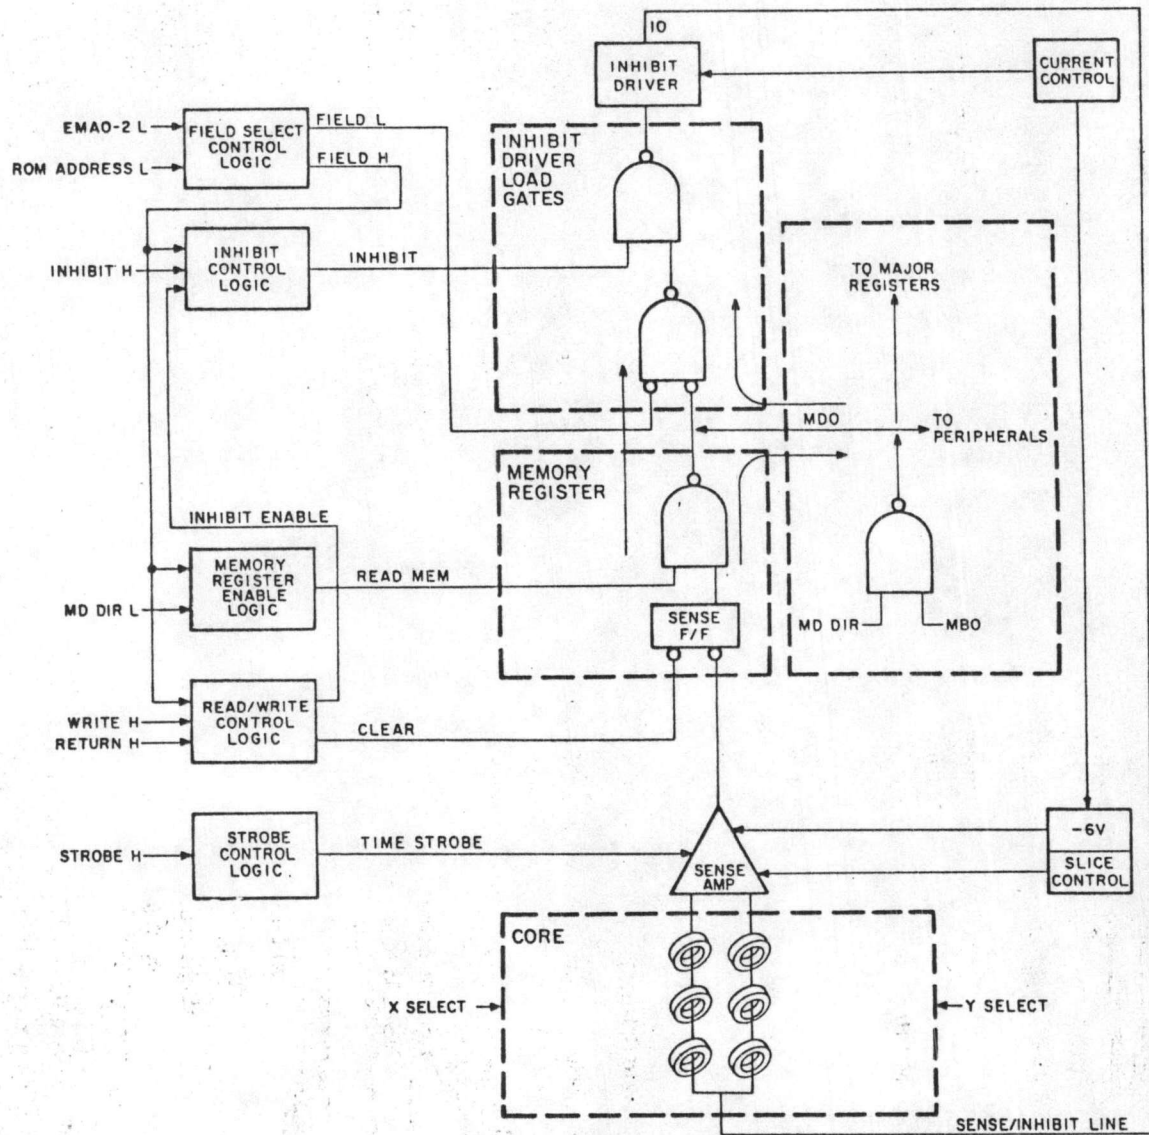 IO
INHIBIT
DRIVER
CURRENT
CONTROL
EMAO-2 L
ROM ADDRESS L
FIELD SELECT
CONTROL
LOGIC
FIELD L
FIELD H
INHIBIT
DRIVER
LOAD
GATES
INHIBIT H
INHIBIT
CONTROL
LOGIC
INHIBIT
TO MAJOR
REGISTERS
MDO
TO
PERIPHERALS
MEMORY
REGISTER
INHIBIT ENABLE
MD DIR L
MEMORY
REGISTER
ENABLE
LOGIC
READ MEM
SENSE
F/F
MD DIR
MBO
WRITE H
RETURN H
READ/WRITE
CONTROL
LOGIC
CLEAR
STROBE H
STROBE
CONTROL
LOGIC
TIME STROBE
SENSE
AMP
-6V
SLICE
CONTROL
CORE
X SELECT
Y SELECT
SENSE/INHIBIT LINE